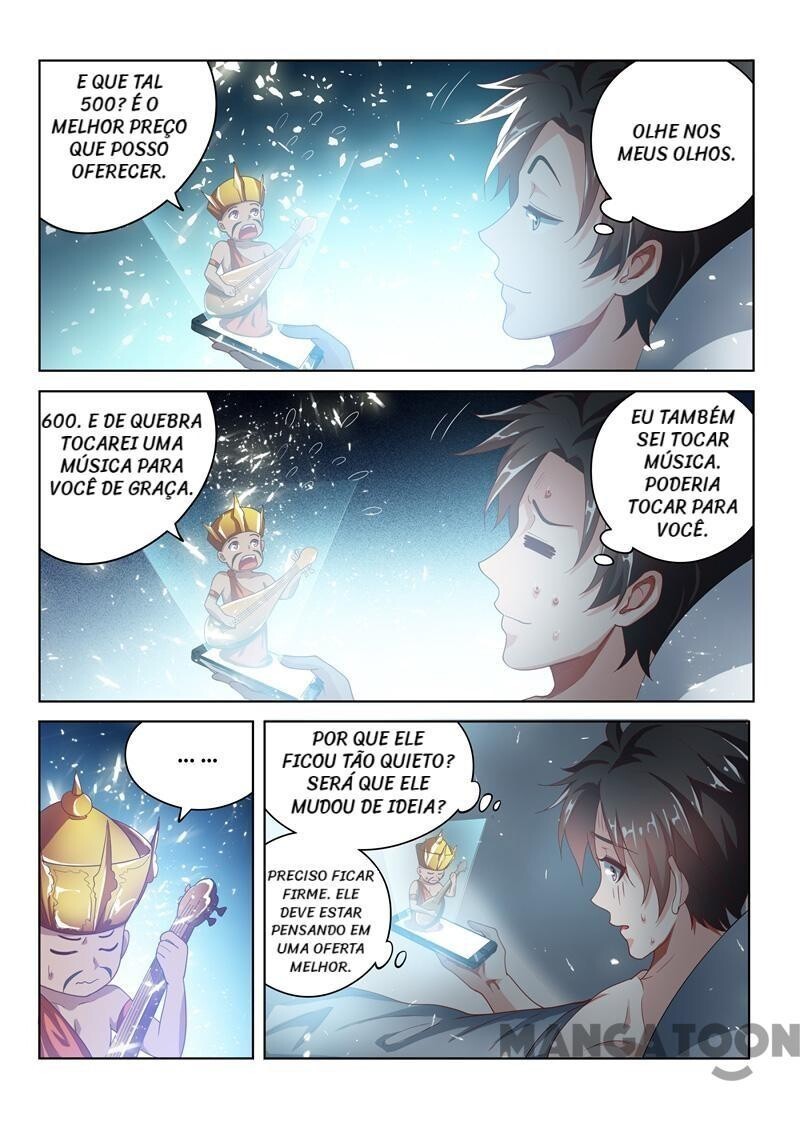 E QUE TAL
500? É O
MELHOR PREÇO
QUE POSSO
OFERECER.
OLHE NOS
MEUS OLHOS.
600. E DE QUEBRA
TOCAREI UMA
MÚSICA PARA
VOCÊ DE GRAÇA.
EU TAMBÉM
SEI TOCAR
MÚSICA.
PODERIA
TOCAR PARA
VOCÊ.
... ...
POR QUE ELE
FICOU TÃO QUIETO?
SERÁ QUE ELE
MUDOU DE IDEIA?
PRECISO FICAR
FIRME. ELE
DEVE ESTAR
PENSANDO EM
UMA OFERTA
MELHOR.
MANGATOON